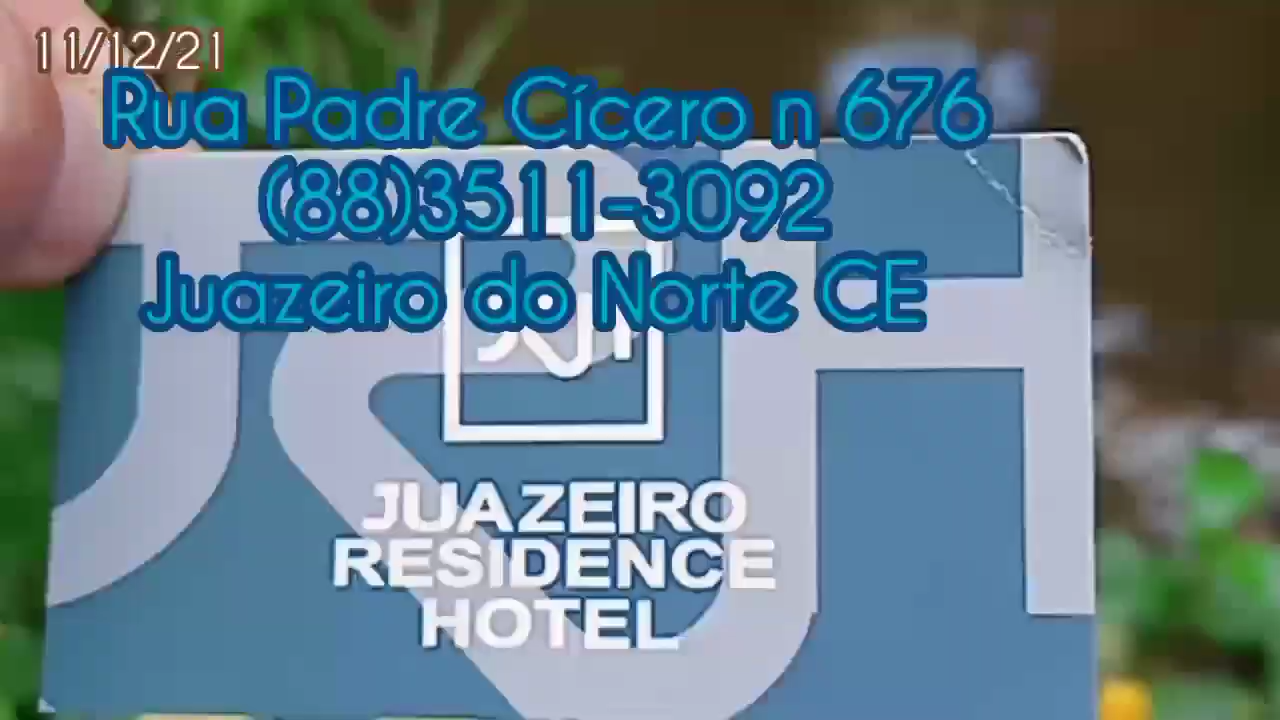 11/12/21
Rua Padre Cícero n 676
(88)3511-3092
Juazeiro do Norte CE
JUAZEIRO
RESIDENCE
HOTEL